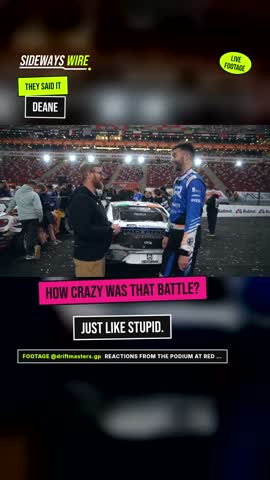 SIDEWAYS WIRE.
LIVE
FOOTAGE
THEY SAID IT
DEANE
HOW CRAZY WAS THAT BATTLE?
JUST LIKE STUPID.
FOOTAGE @driftmasters.gp REACTIONS FROM THE PODIUM AT RED ...